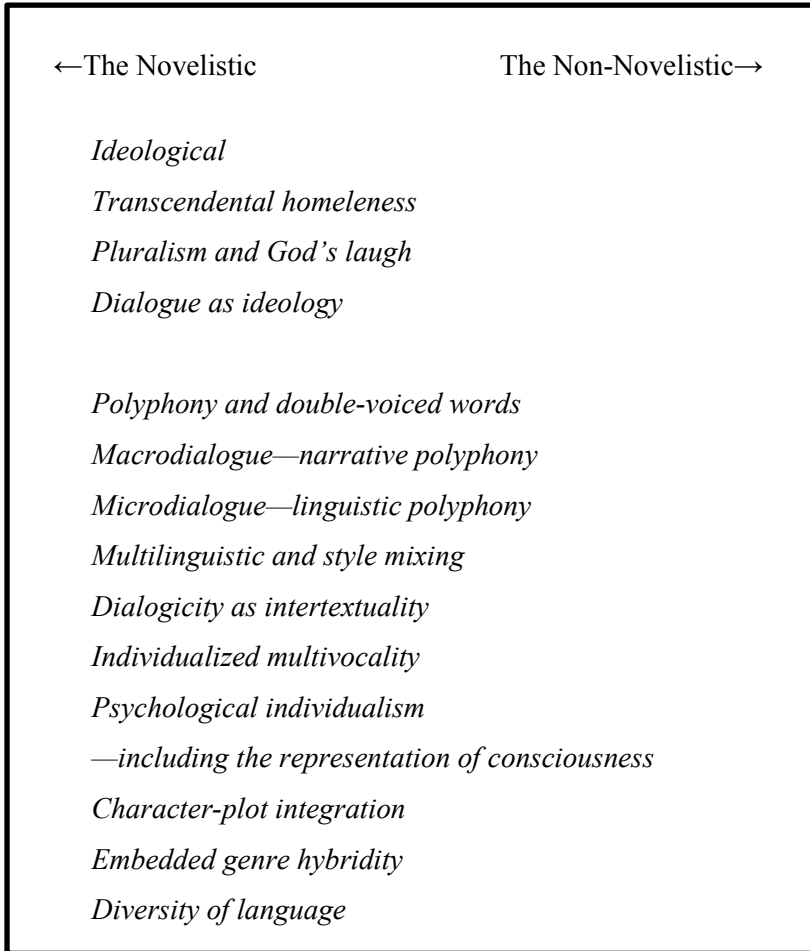 ←The Novelistic The Non-Novelistic→
Ideological
Transcendental homeleness
Pluralism and God’s laugh
Dialogue as ideology
Polyphony and double-voiced words
Macrodialogue—narrative polyphony
Microdialogue—linguistic polyphony
Multilinguistic and style mixing
Dialogicity as intertextuality
Individualized multivocality
Psychological individualism
—including the representation of consciousness
Character-plot integration
Embedded genre hybridity
Diversity of language